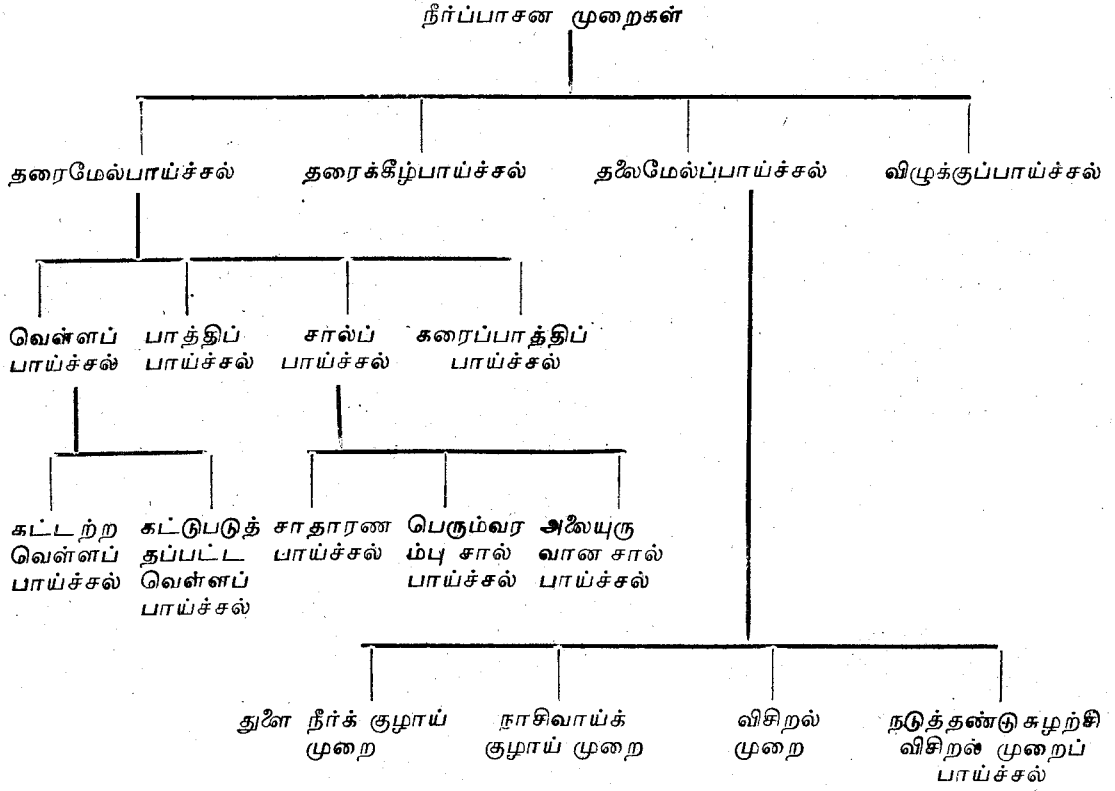 நீர்ப்பாசன முறைகள்
தரைமேல்பாய்ச்சல்
தரைக்கீழ்பாய்ச்சல்
தலைமேல்ப்பாய்ச்சல்
விழுக்குப்பாய்ச்சல்
வெள்ளப்
பாய்ச்சல்
பாத்திப்
பாய்ச்சல்
சால்ப்
பாய்ச்சல்
கரைப்பாத்திப்
பாய்ச்சல்
கட்டற்ற
வெள்ளப்
பாய்ச்சல்
கட்டுபடுத்
தப்பட்ட
வெள்ளப்
பாய்ச்சல்
சாதாரண
பாய்ச்சல்
பெரும்வர
ம்பு சால்
பாய்ச்சல்
அலையுரு
வான சால்
பாய்ச்சல்
துளை நீர்க் குழாய்
முறை
நாசிவாய்க்
குழாய் முறை
விசிறல்
முறை
நடுத்தண்டுசுழற்சி
விசிறல் முறைப்
பாய்ச்சல்